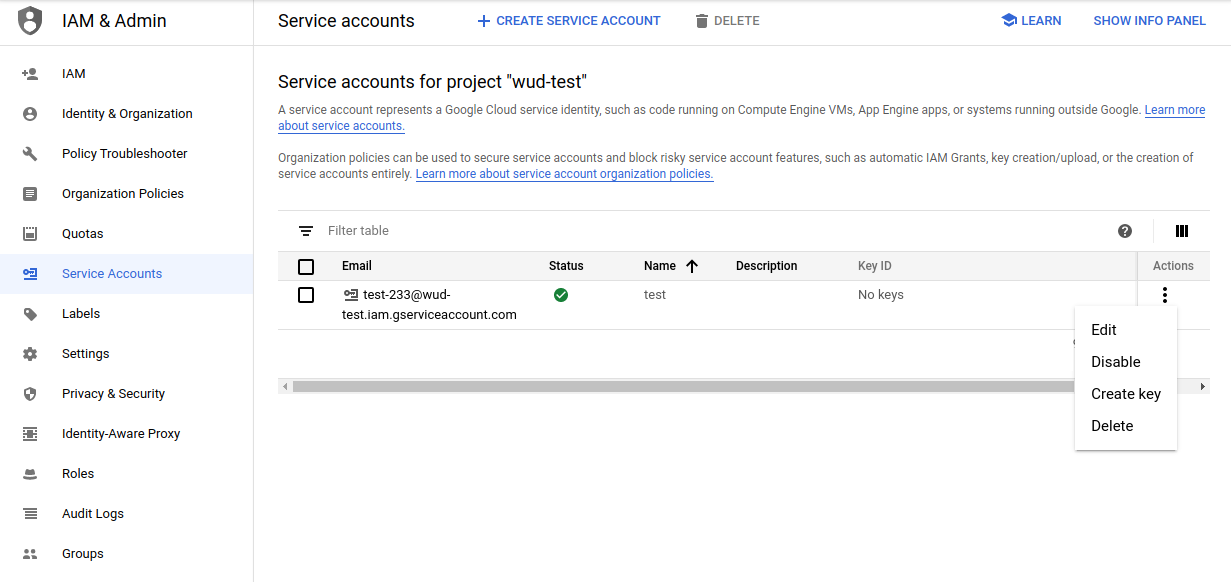 IAM & Admin
Service accounts
CREATE SERVICE ACCOUNT
DELETE
LEARN
SHOW INFO PANEL
IAM
Identity & Organization
Policy Troubleshooter
Organization Policies
Quotas
Service Accounts
Labels
Settings
Privacy & Security
Identity-Aware Proxy
Roles
Audit Logs
Groups
Service accounts for project "wud-test"
A service account represents a Google Cloud service identity, such as code running on Compute Engine VMs, App Engine apps, or systems running outside Google. Learn more
about service accounts.
Organization policies can be used to secure service accounts and block risky service account features, such as automatic IAM Grants, key creation/upload, or the creation of
service accounts entirely. Learn more about service account organization policies.
Filter table
Email Status Name Description Key ID Actions
test-233@wud- test No keys
test.iam.gserviceaccount.com
Edit
Disable
Create key
Delete